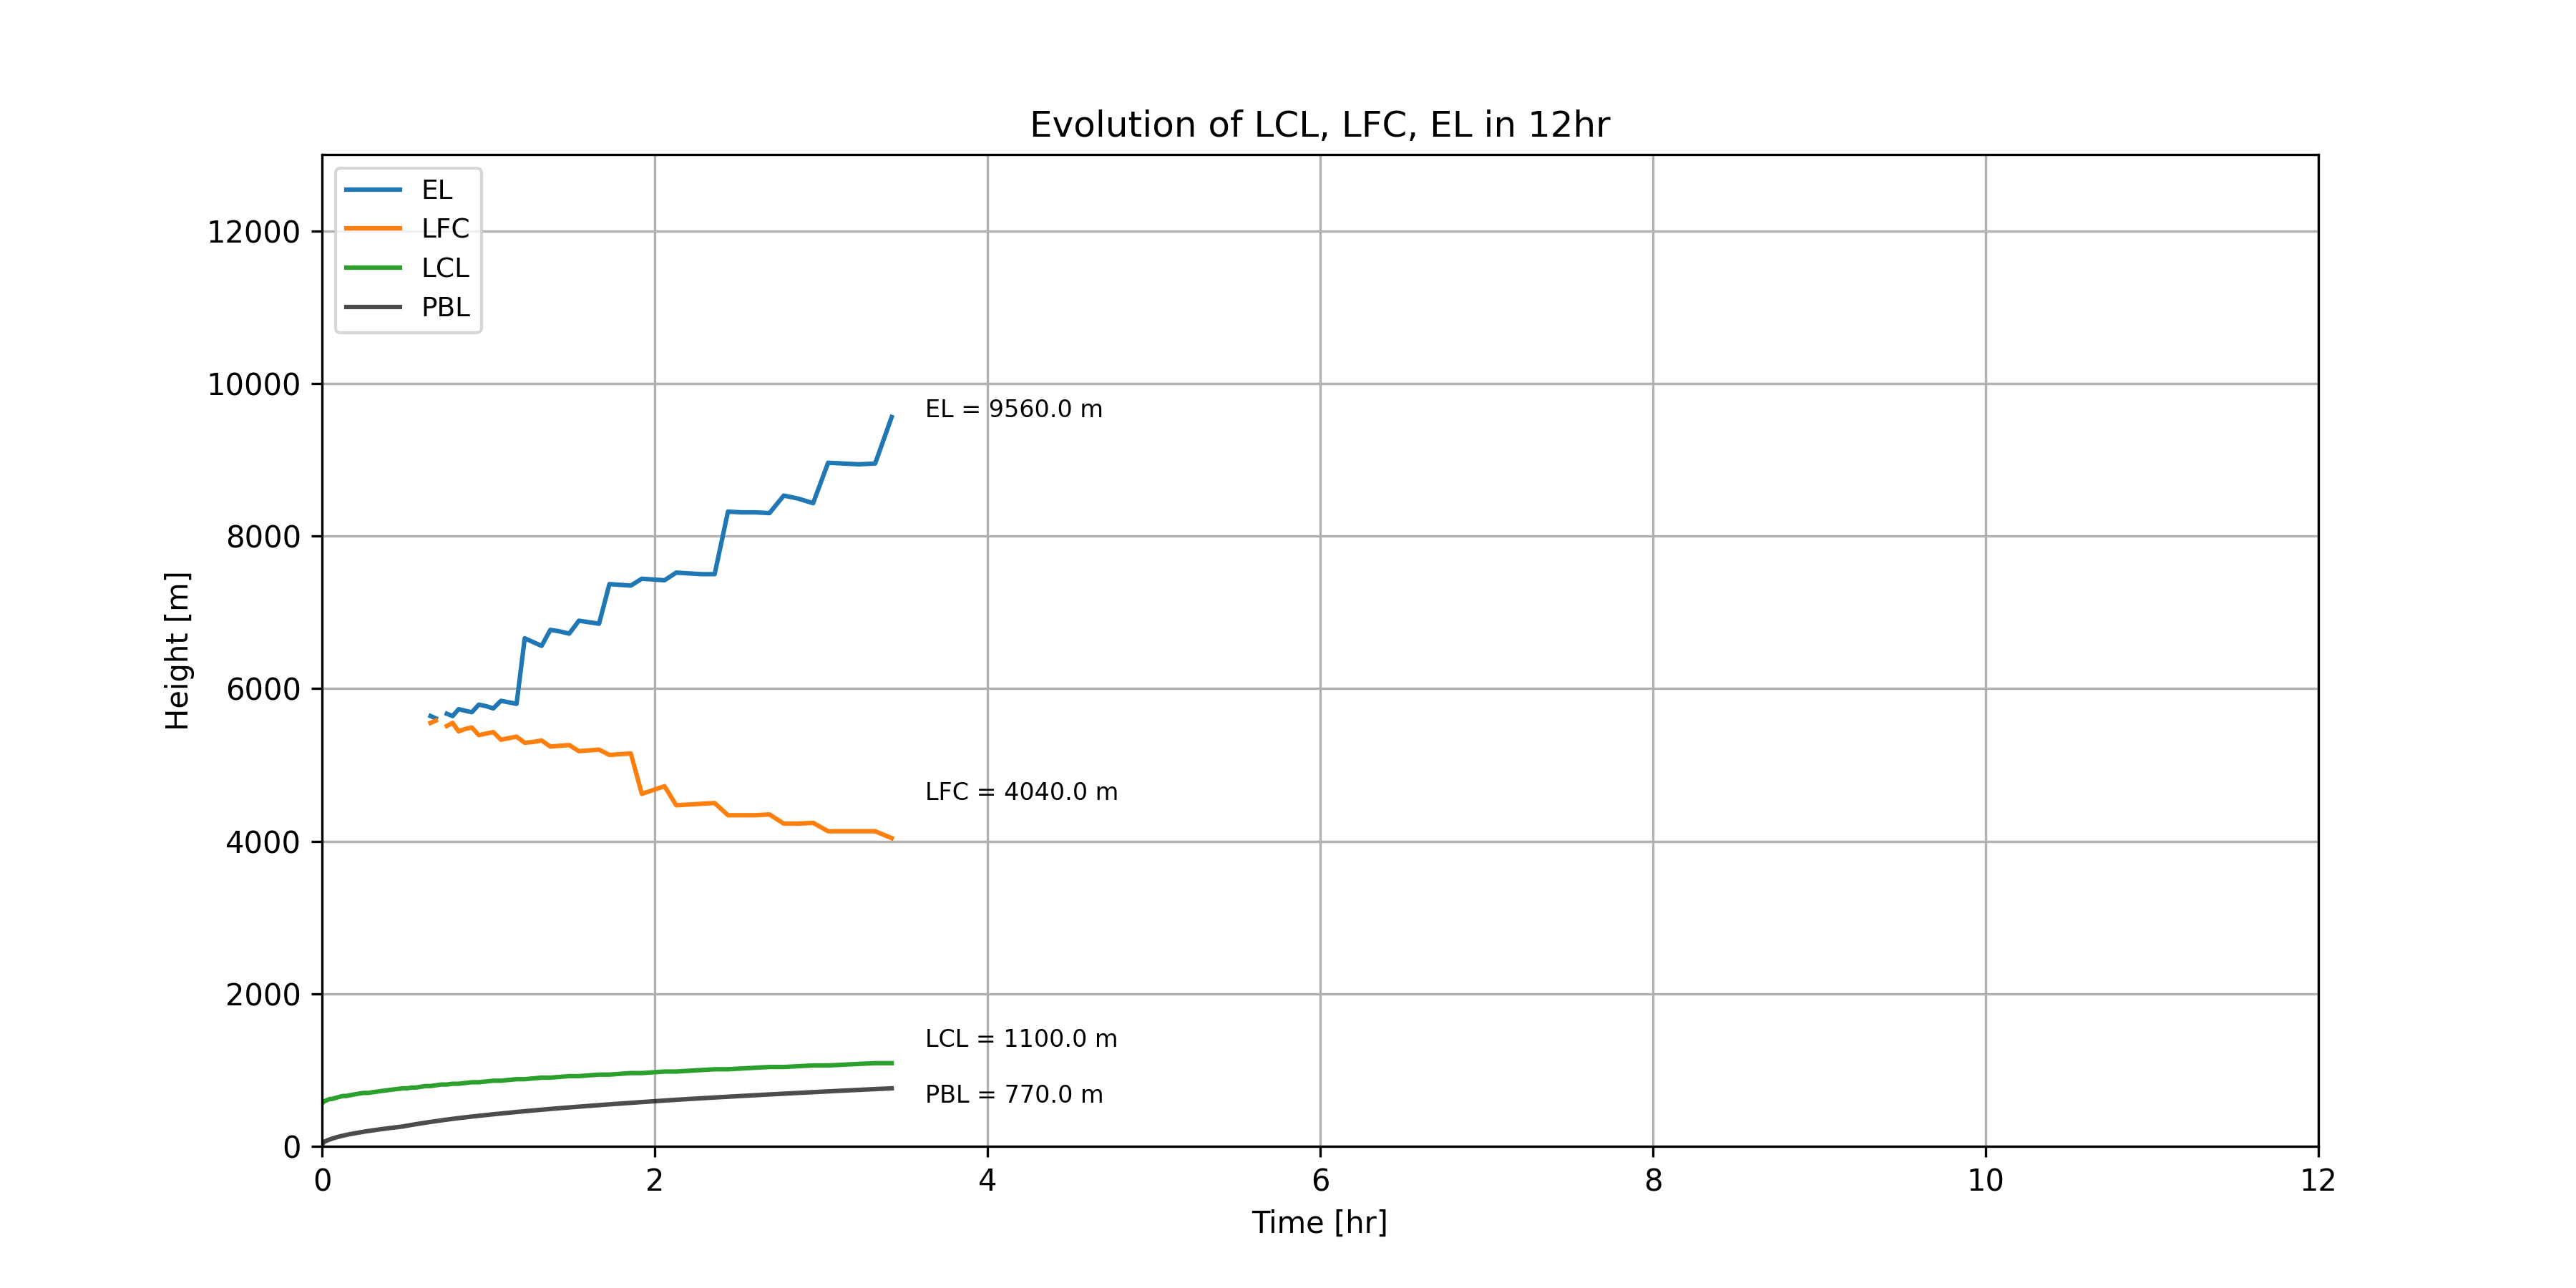 Evolution of LCL, LFC, EL in 12hr
EL
LFC
LCL
PBL
12000
10000
8000
6000
4000
2000
0
Height [m]
EL = 9560.0 m
LFC = 4040.0 m
LCL = 1100.0 m
PBL = 770.0 m
0 2 4 6 8 10 12
Time [hr]